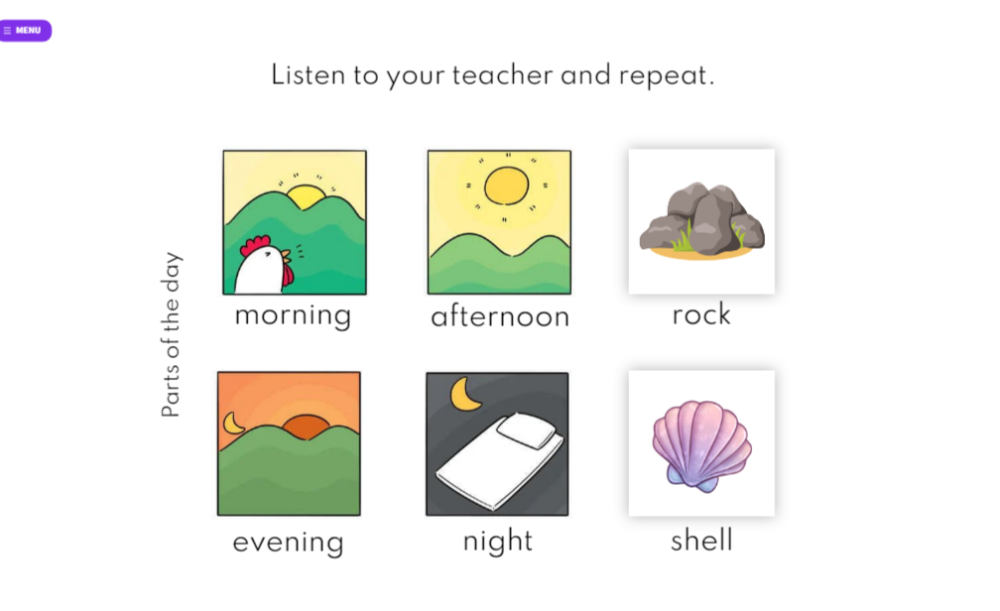 MENU
Listen to your teacher and repeat.
Parts of the day
morning
afternoon
rock
evening
night
shell